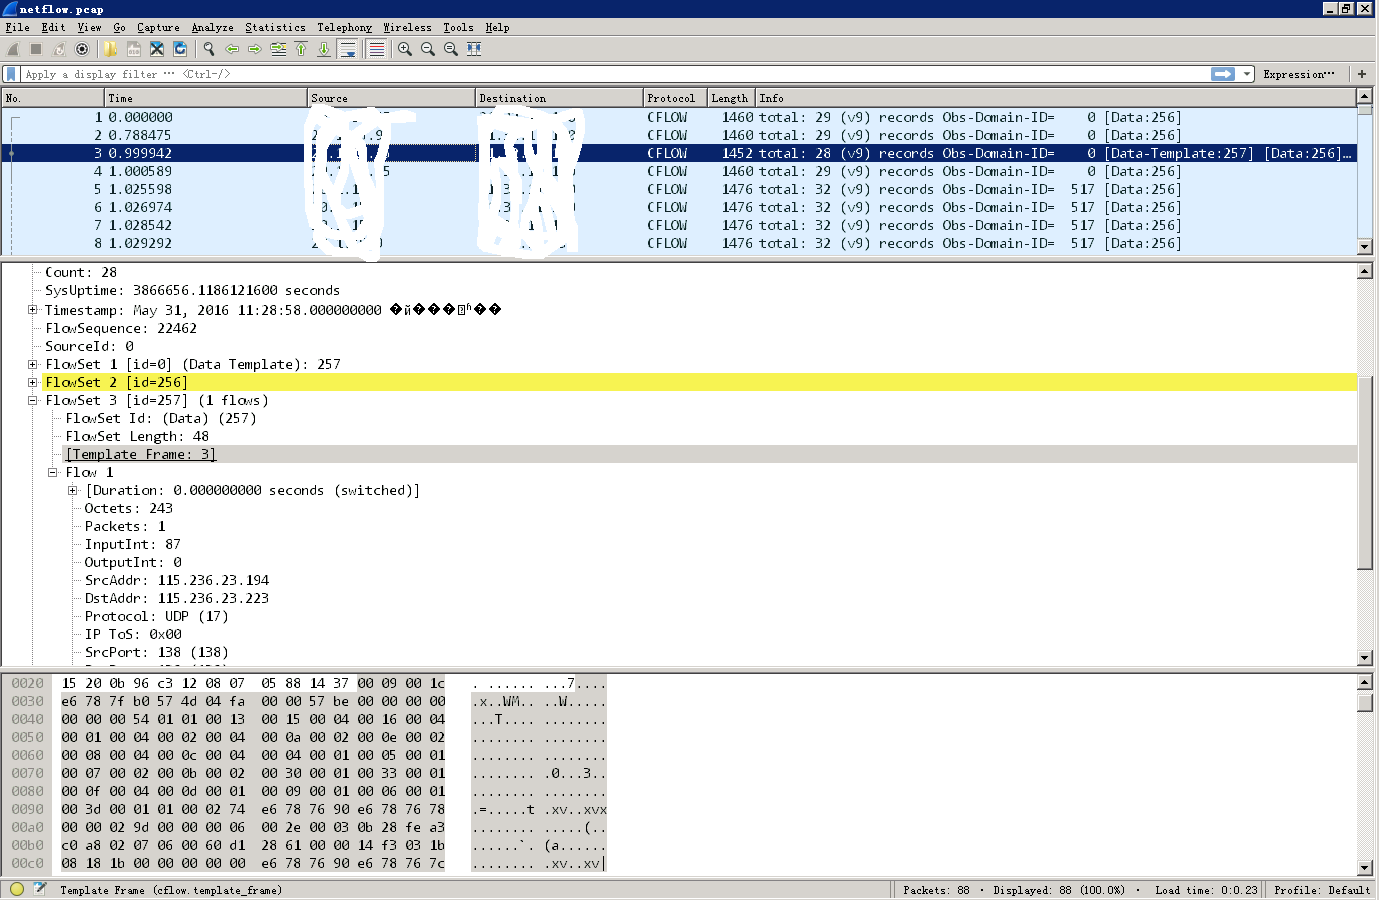 netflow.pcap
File Edit View Go Capture Analyze Statistics Telephony Wireless Tools Help
Apply a display filter ... <Ctrl-/>
Expression...
No. Time Source Destination Protocol Length Info
1 0.000000 CFLOW 1460 total: 29 (v9) records Obs-Domain-ID= 0 [Data:256]
2 0.788475 CFLOW 1460 total: 29 (v9) records Obs-Domain-ID= 0 [Data:256]
3 0.999942 CFLOW 1452 total: 28 (v9) records Obs-Domain-ID= 0 [Data-Template:257] [Data:256]…
4 1.000589 CFLOW 1460 total: 29 (v9) records Obs-Domain-ID= 0 [Data:256]
5 1.025598 CFLOW 1476 total: 32 (v9) records Obs-Domain-ID= 517 [Data:256]
6 1.026974 CFLOW 1476 total: 32 (v9) records Obs-Domain-ID= 517 [Data:256]
7 1.028542 CFLOW 1476 total: 32 (v9) records Obs-Domain-ID= 517 [Data:256]
8 1.029292 CFLOW 1476 total: 32 (v9) records Obs-Domain-ID= 517 [Data:256]
Count: 28
SysUptime: 3866656.1186121600 seconds
Timestamp: May 31, 2016 11:28:58.000000000
FlowSequence: 22462
SourceId: 0
FlowSet 1 [id=0] (Data Template): 257
FlowSet 2 [id=256]
FlowSet 3 [id=257] (1 flows)
FlowSet Id: (Data) (257)
FlowSet Length: 48
[Template Frame: 3]
Flow 1
[Duration: 0.000000000 seconds (switched)]
Octets: 243
Packets: 1
InputInt: 87
OutputInt: 0
SrcAddr: 115.236.23.194
DstAddr: 115.236.23.223
Protocol: UDP (17)
IP ToS: 0x00
SrcPort: 138 (138)
0020 15 20 0b 96 c3 12 08 07 05 88 14 37 00 09 00 1c . ...... ...7....
0030 e6 78 7f b0 57 4d 04 fa 00 00 57 be 00 00 00 00 .x..WM.. ..W.....
0040 00 00 00 54 01 01 00 13 00 15 00 04 00 16 00 04 ...T.... ........
0050 00 01 00 04 00 02 00 04 00 0a 00 02 00 0e 00 02 ........ ........
0060 00 08 00 04 00 0c 00 04 00 04 00 01 00 05 00 01 ........ ........
0070 00 07 00 02 00 0b 00 02 00 30 00 01 00 33 00 01 ........ .0...3..
0080 00 0f 00 04 00 0d 00 01 00 09 00 01 00 06 00 01 ........ ........
0090 00 3d 00 01 01 00 02 74 e6 78 76 90 e6 78 76 78 .=.....t .xv..xvx
00a0 00 00 02 9d 00 00 00 06 00 2e 00 03 0b 28 fe a3 ........ .....(..
00b0 c0 a8 02 07 06 00 60 d1 28 61 00 00 14 f3 03 1b ......`. (a......
00c0 08 18 1b 00 00 00 00 00 e6 78 76 90 e6 78 76 7c ........ .xv..xv|
Template Frame (cflow.template_frame)
Packets: 88 · Displayed: 88 (100.0%) · Load time: 0:0.23
Profile: Default